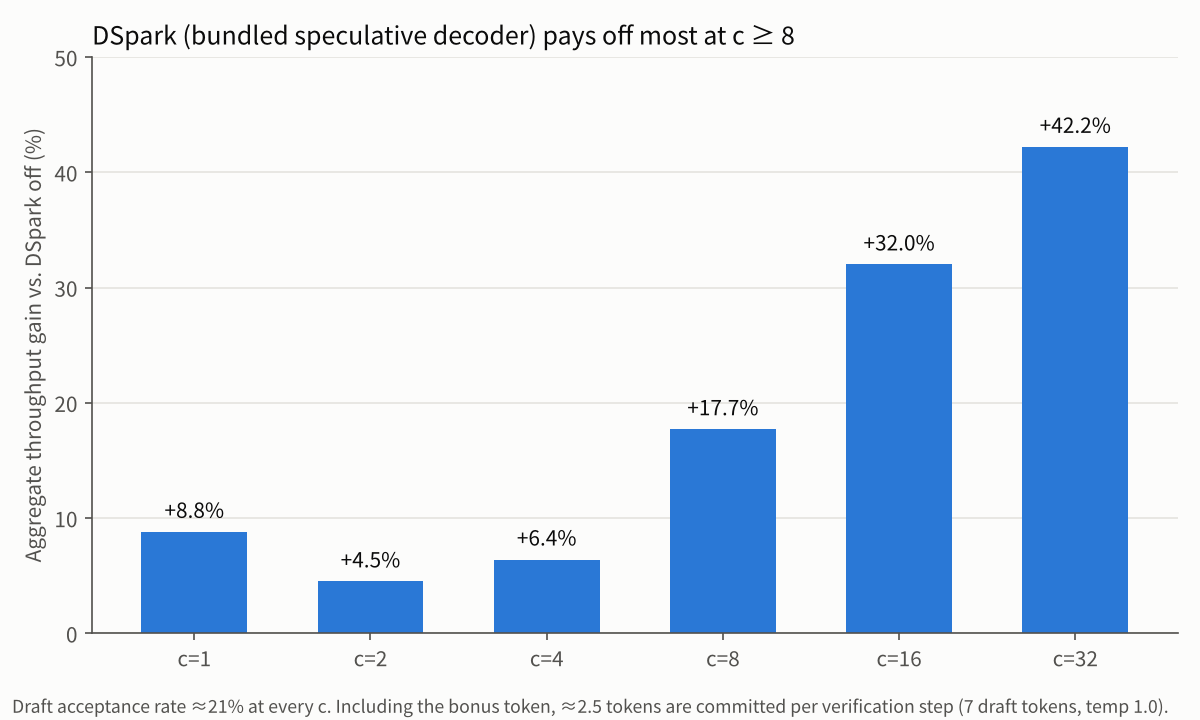 DSpark (bundled speculative decoder) pays off most at c ≥ 8
Aggregate throughput gain vs. DSpark off (%)
50
40
30
20
10
0
+8.8%
+4.5%
+6.4%
+17.7%
+32.0%
+42.2%
c=1
c=2
c=4
c=8
c=16
c=32
Draft acceptance rate ≈21% at every c. Including the bonus token, ≈2.5 tokens are committed per verification step (7 draft tokens, temp 1.0).